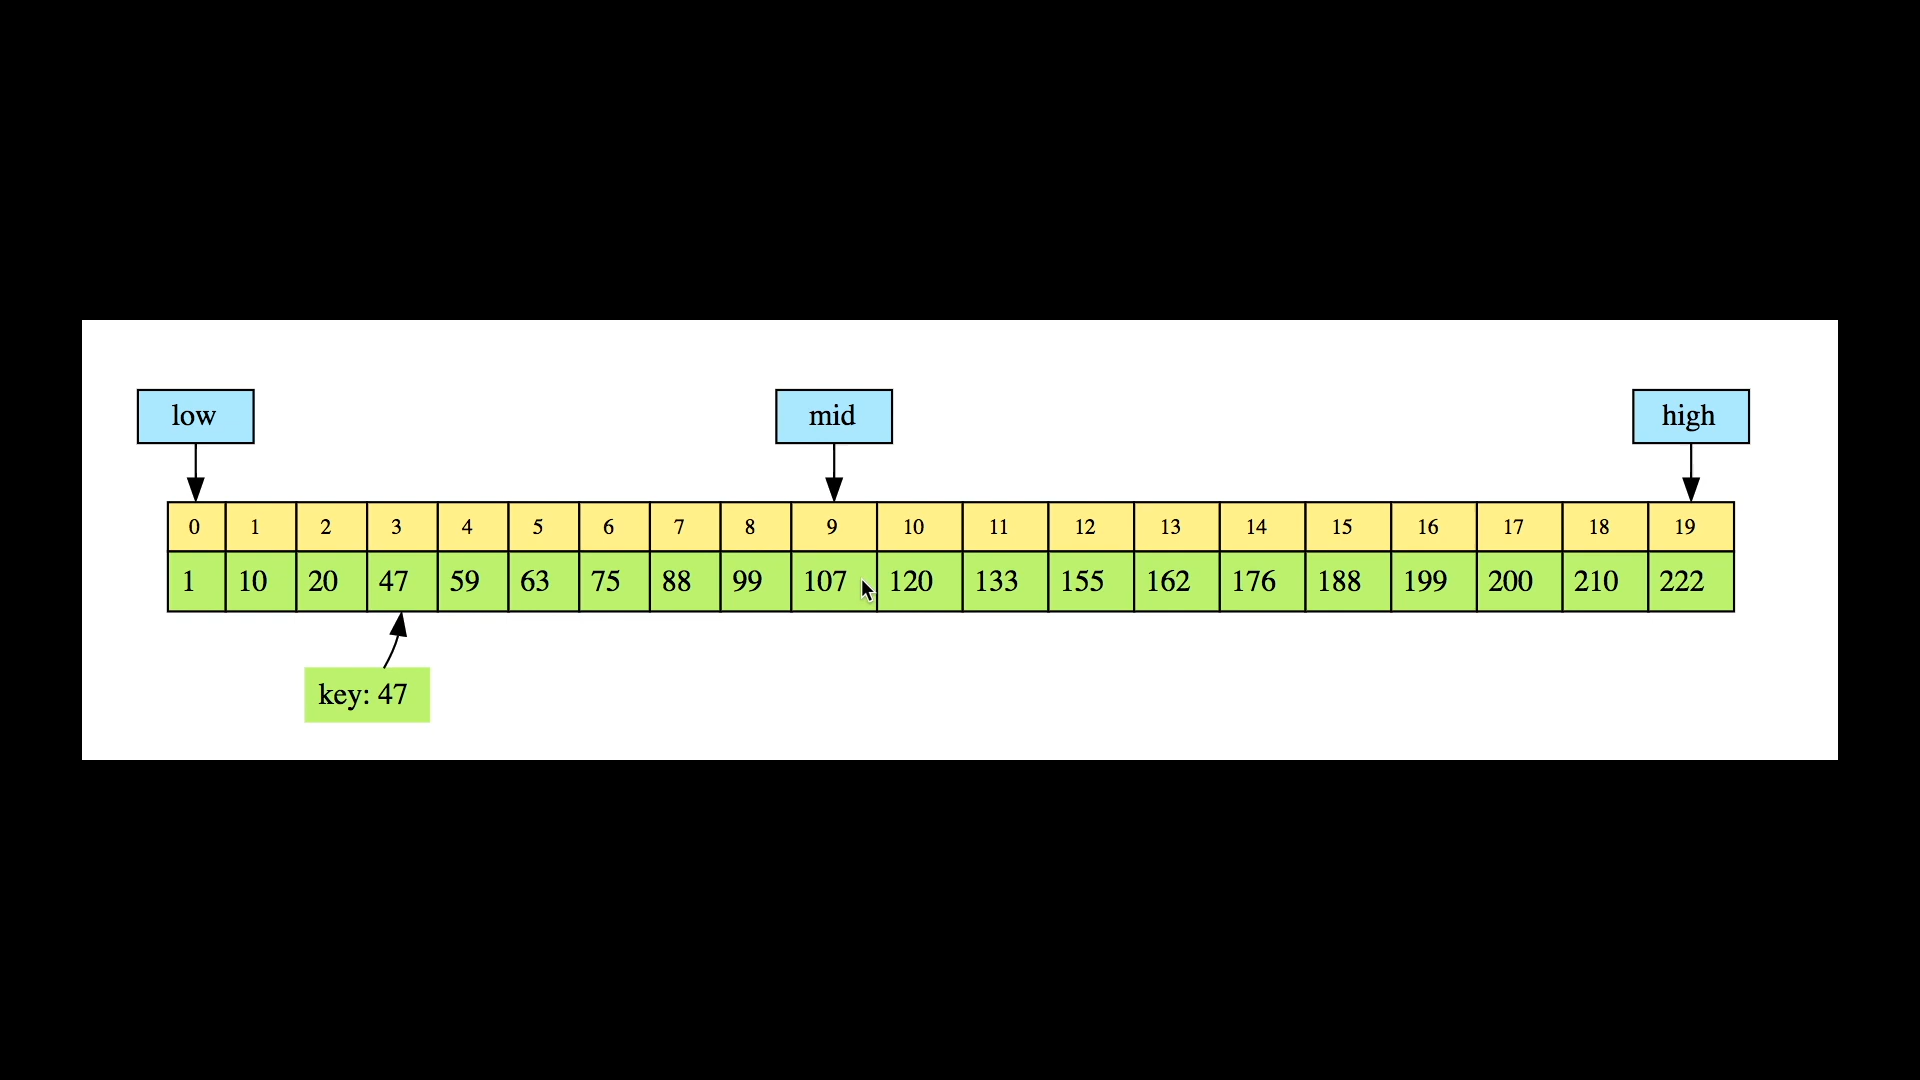 low mid high
0 1 2 3 4 5 6 7 8 9 10 11 12 13 14 15 16 17 18 19
1 10 20 47 59 63 75 88 99 107 120 133 155 162 176 188 199 200 210 222
key: 47